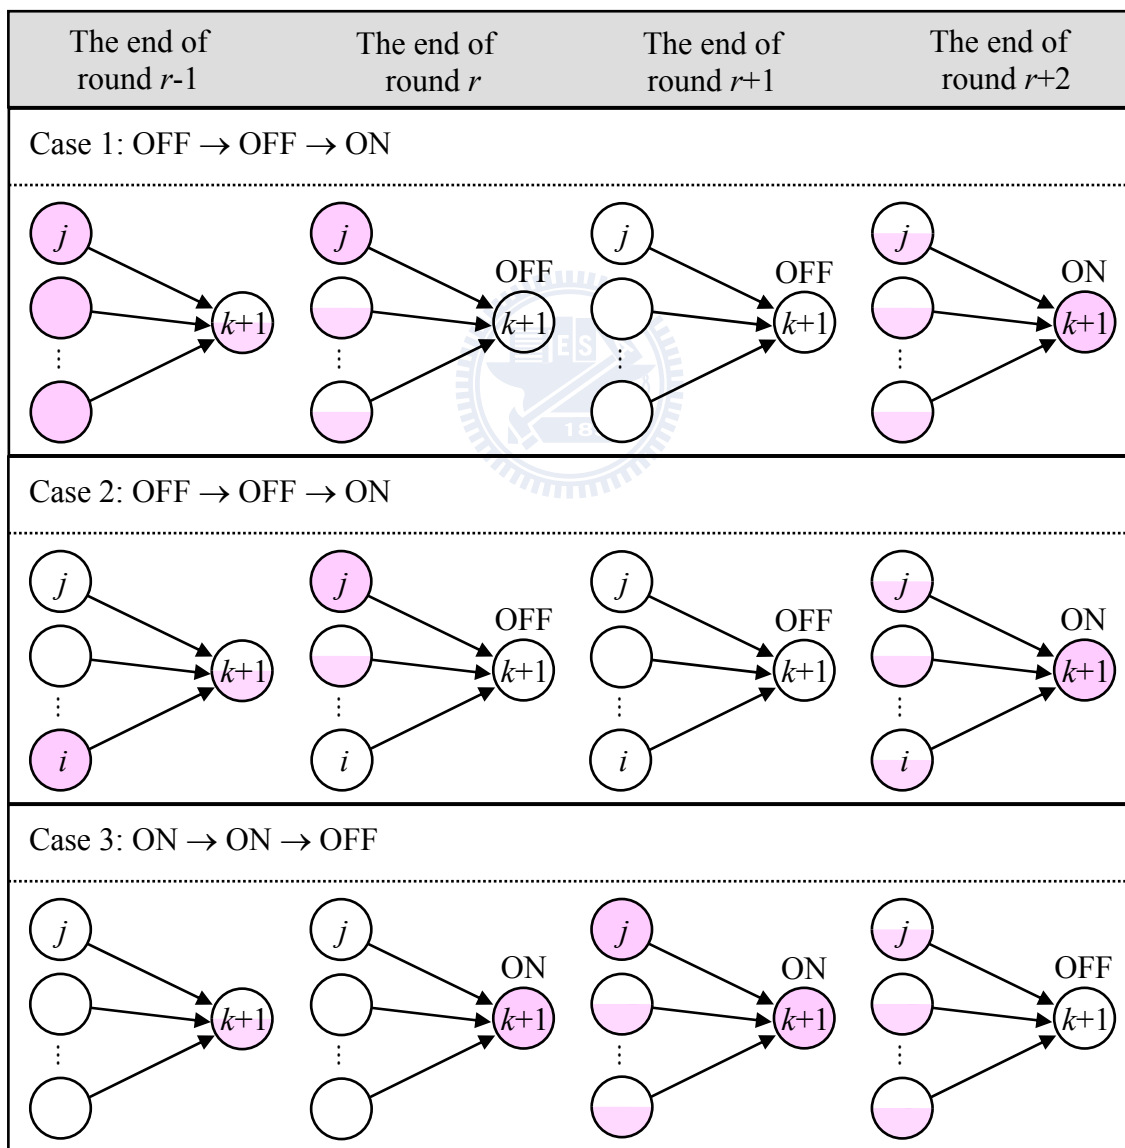 The end of round r-1
The end of round r
The end of round r+1
The end of round r+2
Case 1: OFF → OFF → ON
j
k+1
j
OFF
k+1
j
OFF
k+1
j
ON
k+1
ES
18
Case 2: OFF → OFF → ON
j
k+1
i
j
OFF
k+1
i
j
OFF
k+1
i
j
ON
k+1
i
Case 3: ON → ON → OFF
j
k+1
j
ON
k+1
j
ON
k+1
j
OFF
k+1